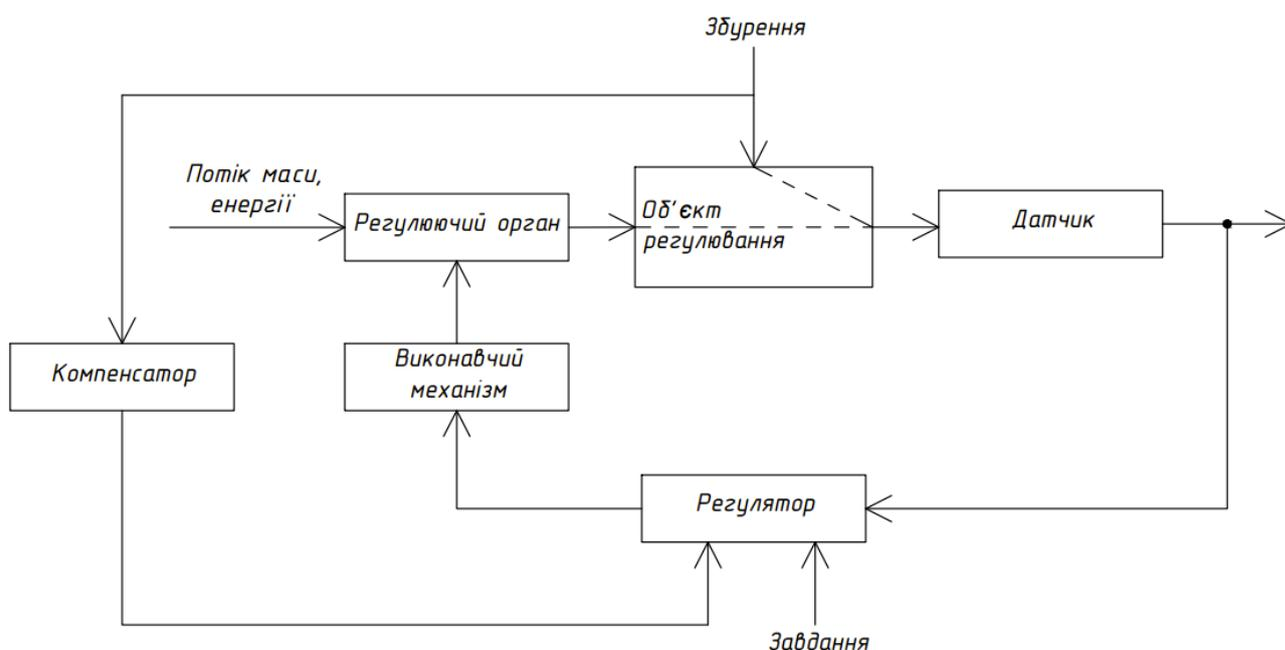 Збурення
Потік маси,
енергії
Регулюючий орган
Об'єкт
регулювання
Датчик
Компенсатор
Виконавчий
механізм
Регулятор
Завдання